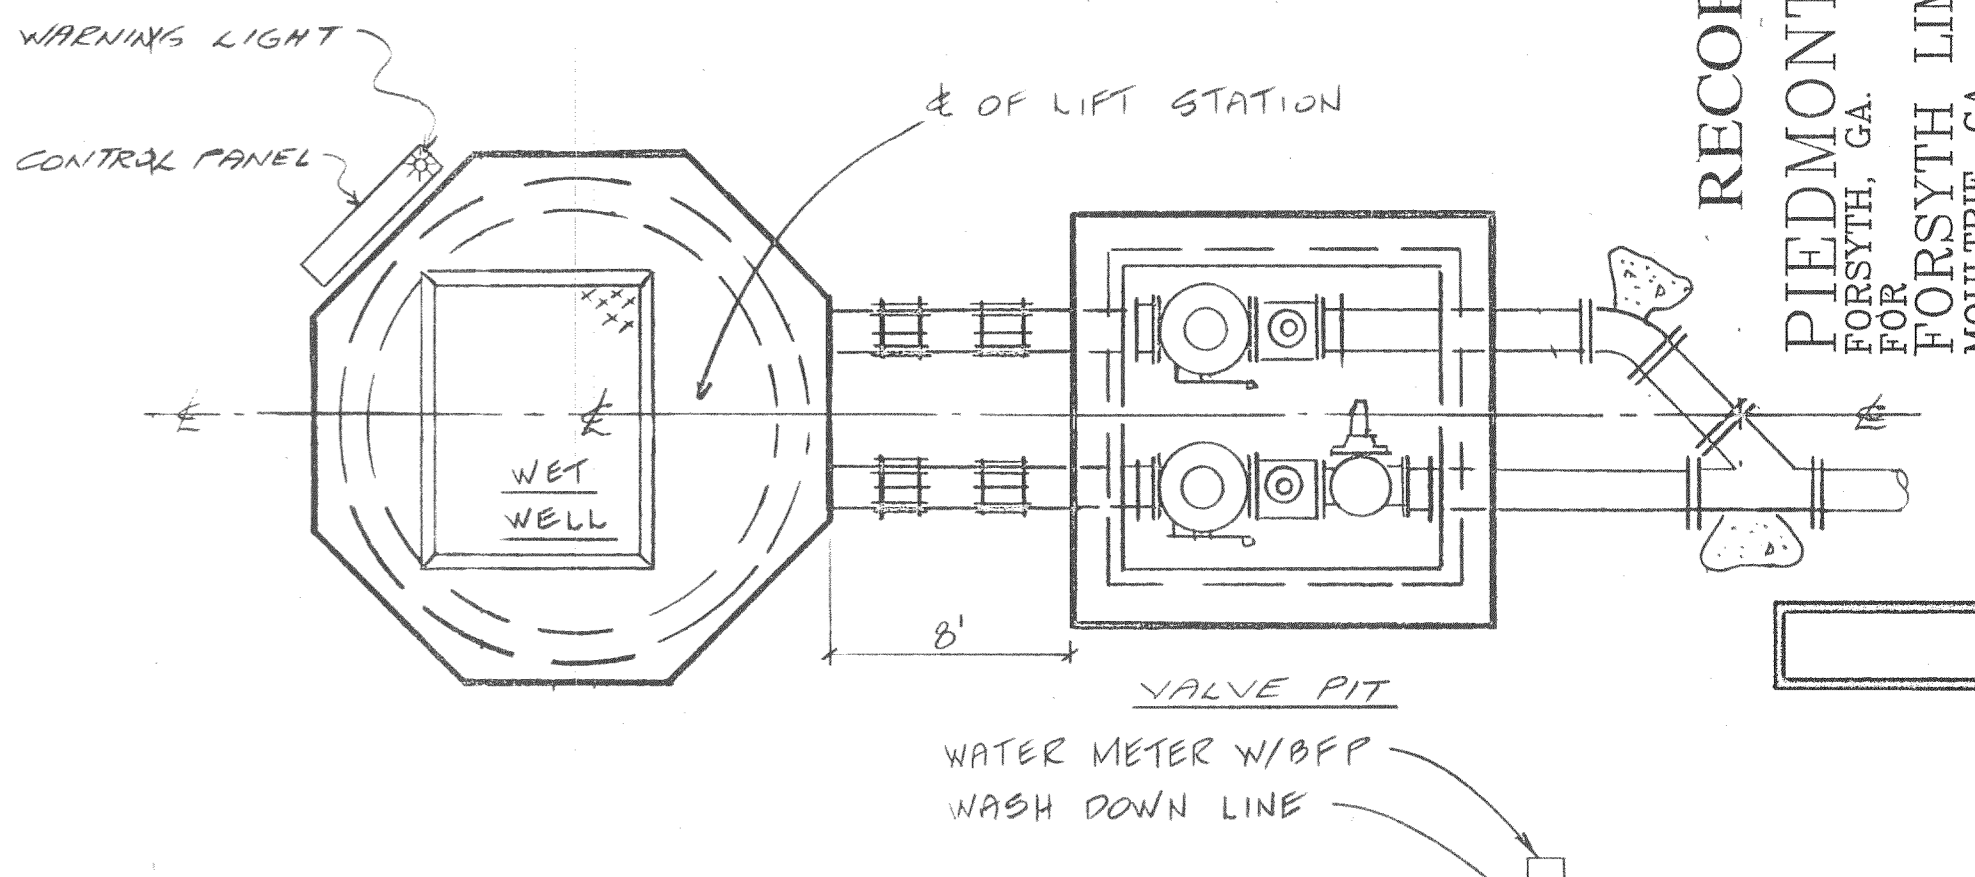 WARNING LIGHT
CONTROL PANEL
℄ OF LIFT STATION
℄
℄
℄
WET
WELL
8'
VALVE PIT
WATER METER W/BFP
WASH DOWN LINE
PIEDMONT
FORSYTH, GA.
FOR
FORSYTH